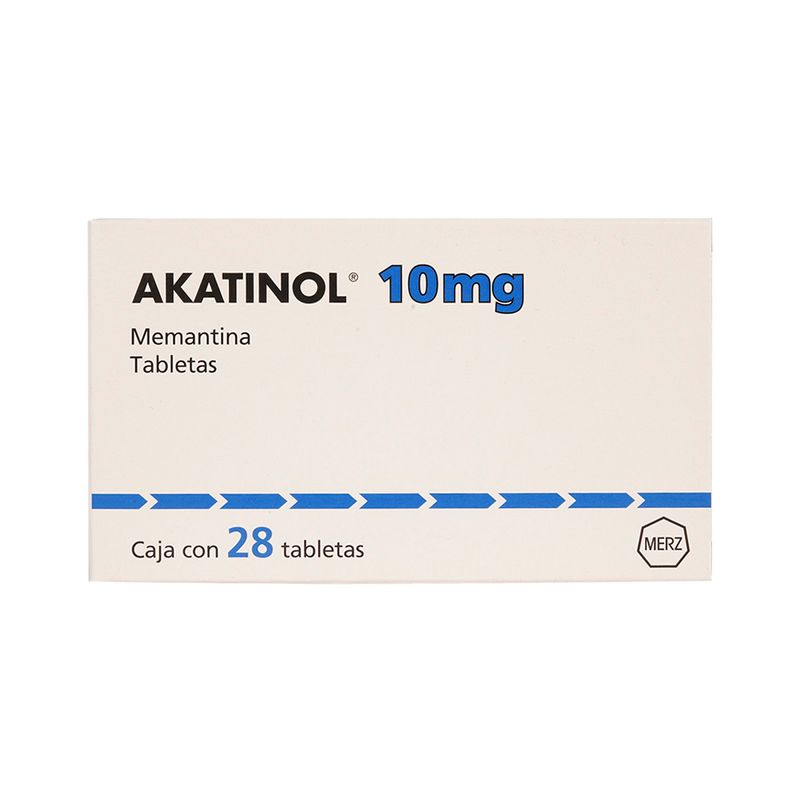 AKATINOL® 10mg
Memantina
Tabletas
Caja con 28 tabletas
MERZ